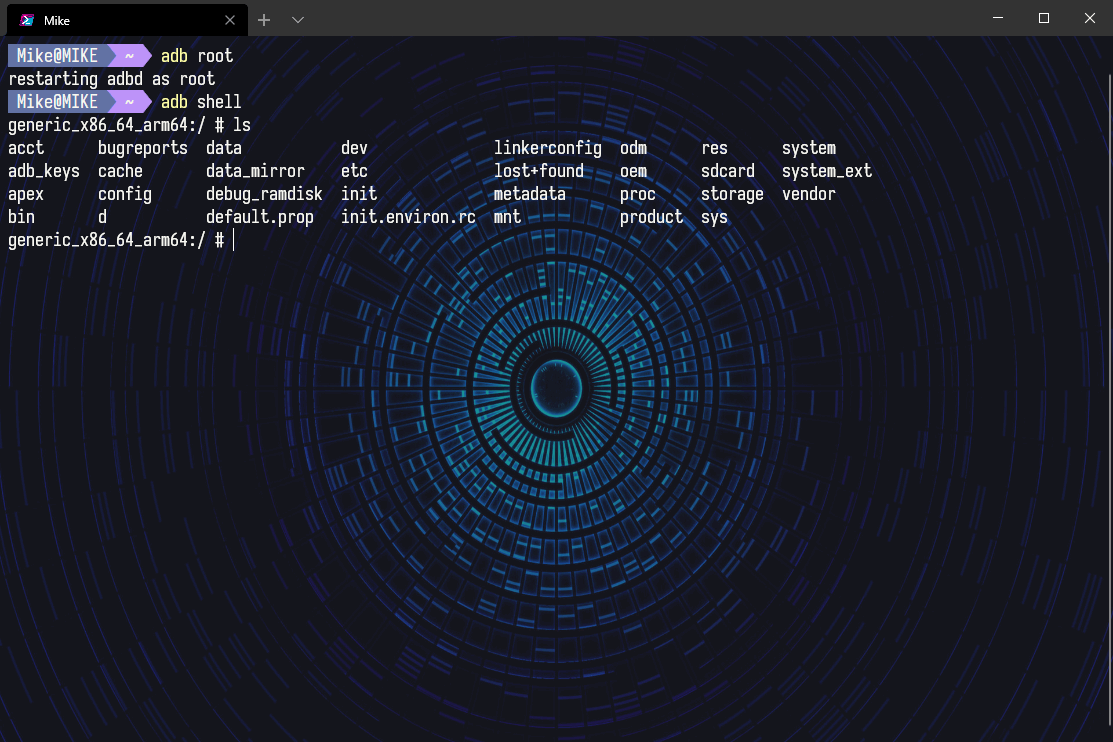 Mike
Mike@MIKE ~ adb root
restarting adbd as root
Mike@MIKE ~ adb shell
generic_x86_64_arm64:/ # ls
acct bugreports data dev linkerconfig odm res system
adb_keys cache data_mirror etc lost+found oem sdcard system_ext
apex config debug_ramdisk init metadata proc storage vendor
bin d default.prop init.environ.rc mnt product sys
generic_x86_64_arm64:/ #